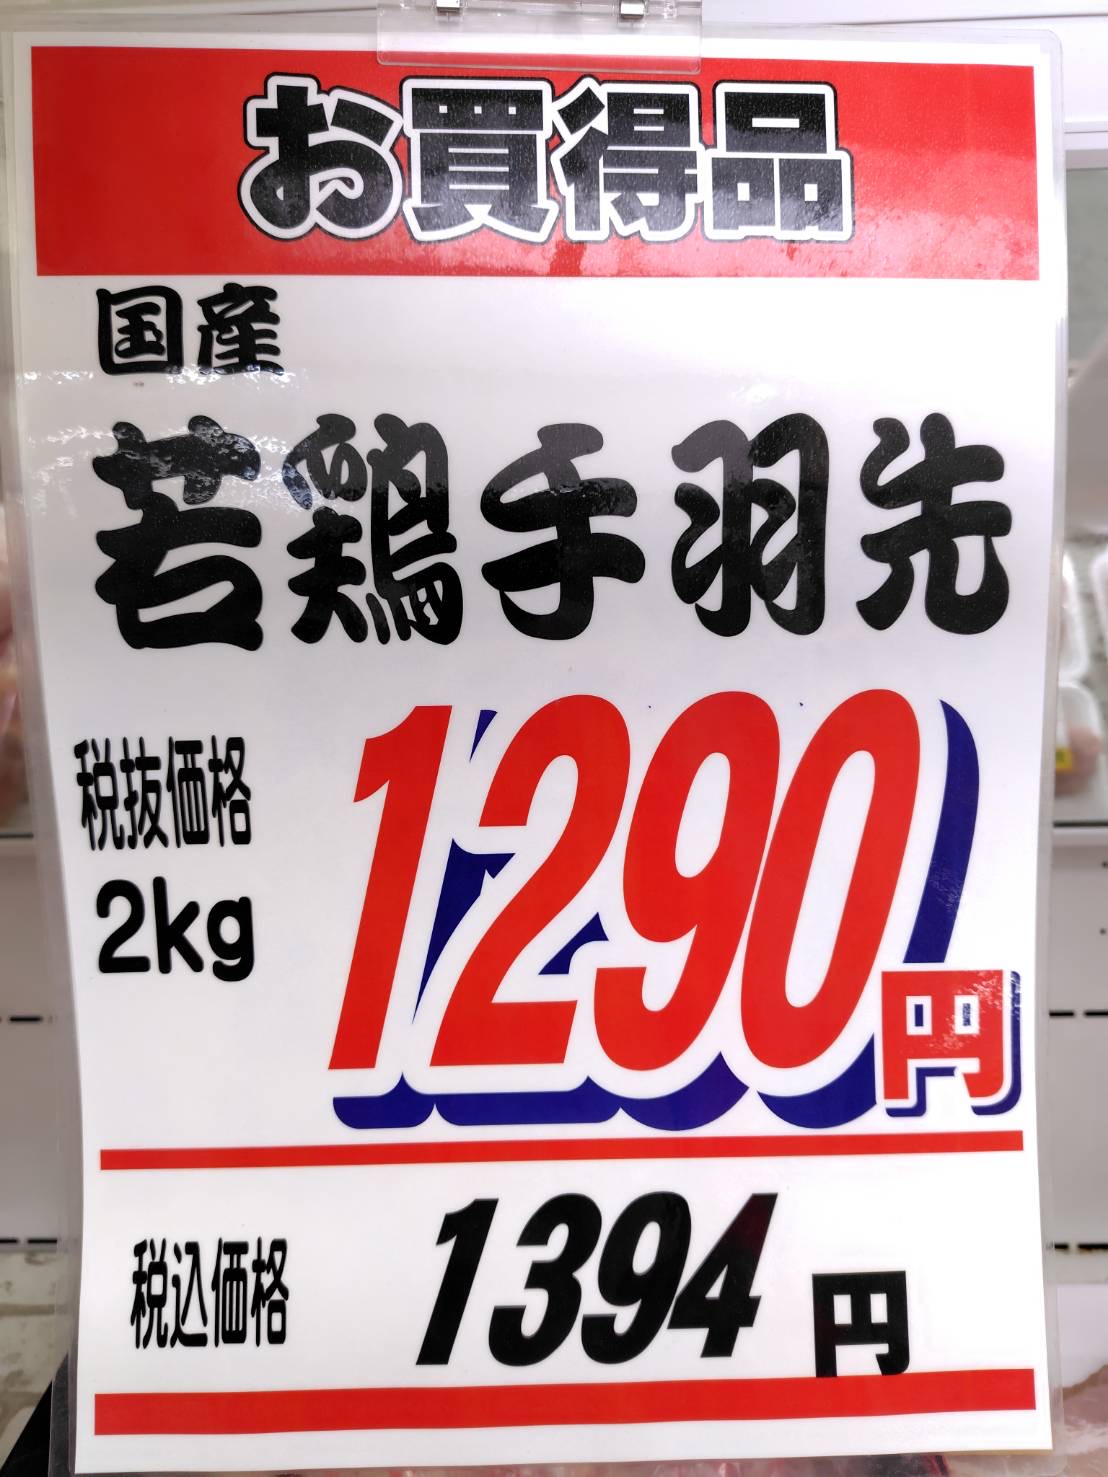 お買得品
国産
若鶏手羽先
税抜価格
2kg
1290円
税込価格 1394円